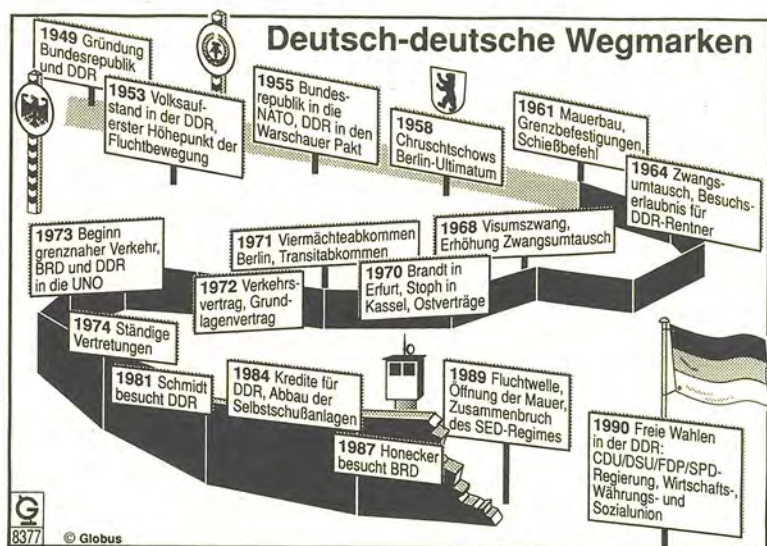 Deutsch-deutsche Wegmarken
1949 Gründung
Bundesrepublik
und DDR
1953 Volksauf-
stand in der DDR,
erster Höhepunkt der
Fluchtbewegung
1955 Bundes-
republik in die
NATO, DDR in den
Warschauer Pakt
1958
Chruschtschows
Berlin-Ultimatum
1961 Mauerbau,
Grenzbefestigungen,
Schießbefehl
1964 Zwangs-
umtausch, Besuchs-
erlaubnis für
DDR-Rentner
1968 Visumszwang,
Erhöhung Zwangsumtausch
1970 Brandt in
Erfurt, Stoph in
Kassel, Ostverträge
1971 Viermächteabkommen
Berlin, Transitabkommen
1972 Verkehrs-
vertrag, Grund-
lagenvertrag
1973 Beginn
grenznaher Verkehr,
BRD und DDR
in die UNO
1974 Ständige
Vertretungen
1981 Schmidt
besucht DDR
1984 Kredite für
DDR, Abbau der
Selbstschußanlagen
1987 Honecker
besucht BRD
1989 Fluchtwelle,
Öffnung der Mauer,
Zusammenbruch
des SED-Regimes
1990 Freie Wahlen
in der DDR:
CDU/DSU/FDP/SPD-
Regierung, Wirtschafts-,
Währungs- und
Sozialunion
G
8377
© Globus